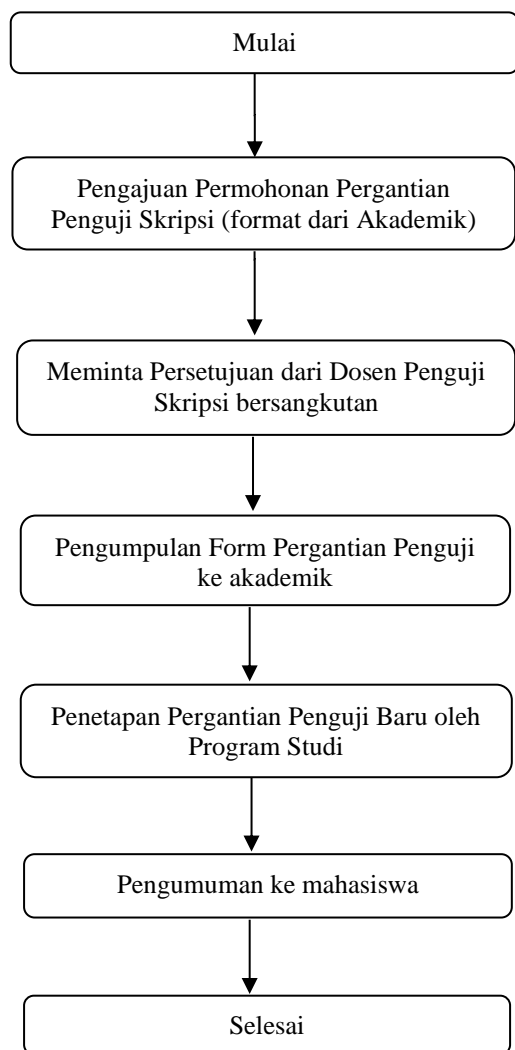 Mulai
Pengajuan Permohonan Pergantian
Penguji Skripsi (format dari Akademik)
Meminta Persetujuan dari Dosen Penguji
Skripsi bersangkutan
Pengumpulan Form Pergantian Penguji
ke akademik
Penetapan Pergantian Penguji Baru oleh
Program Studi
Pengumuman ke mahasiswa
Selesai